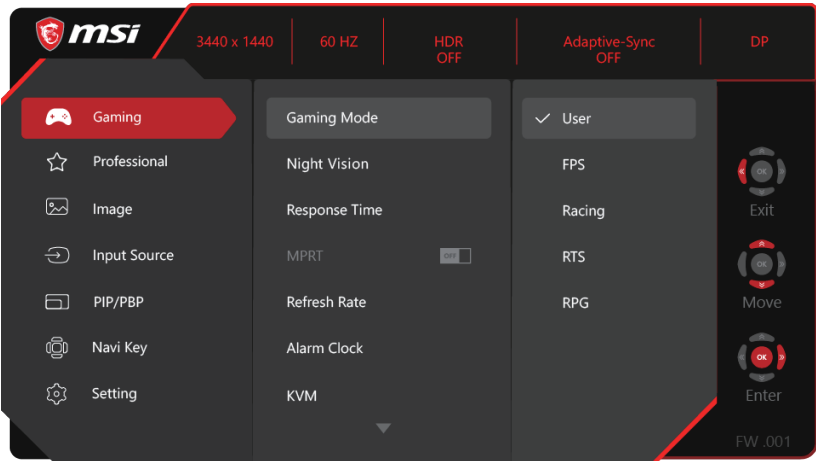 msi
3440 x 1440
60 HZ
HDR
OFF
Adaptive-Sync
OFF
DP
Gaming
Professional
Image
Input Source
PIP/PBP
Navi Key
Setting
Gaming Mode
Night Vision
Response Time
MPRT
OFF
Refresh Rate
Alarm Clock
KVM
User
FPS
Racing
RTS
RPG
OK
Exit
OK
Move
OK
Enter
FW .001